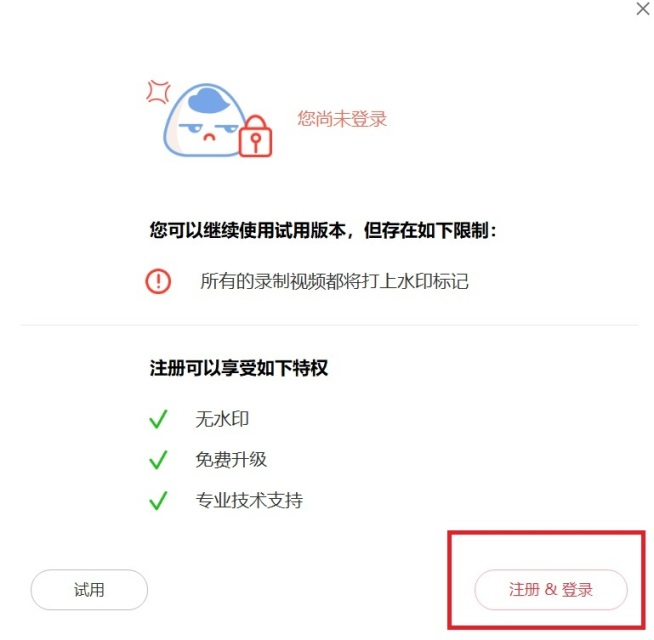 您尚未登录
您可以继续使用试用版本，但存在如下限制：
所有的录制视频都将打上水印标记
注册可以享受如下特权
无水印
免费升级
专业技术支持
试用
注册 & 登录